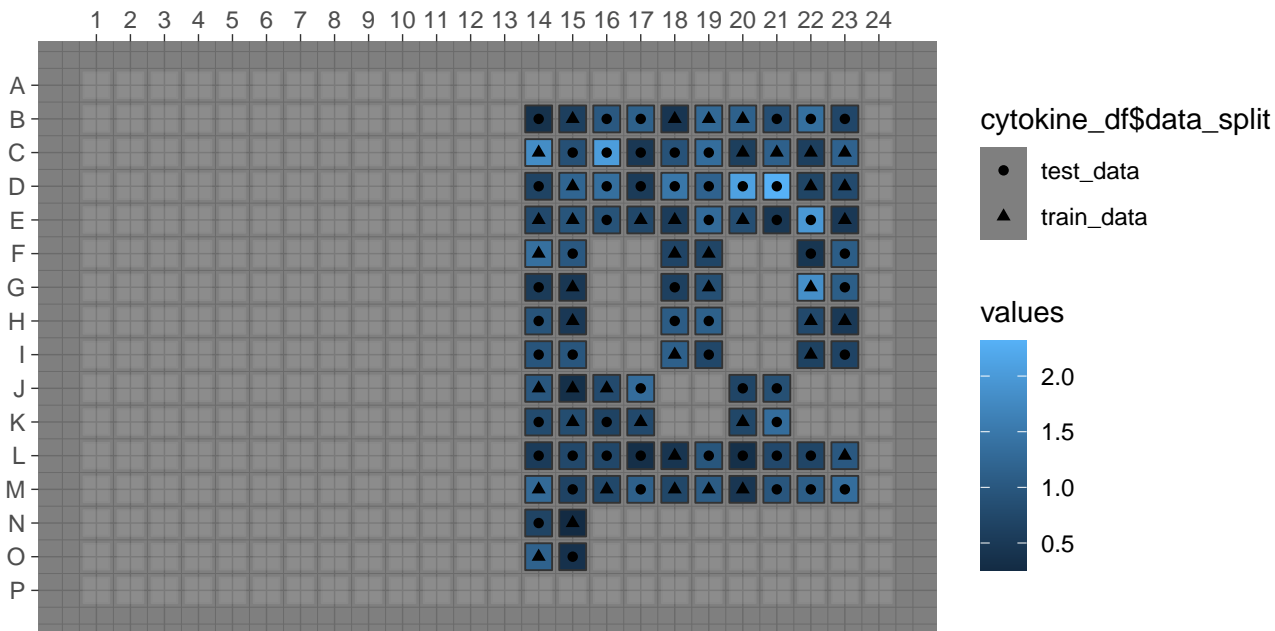 1 2 3 4 5 6 7 8 9 10 11 12 13 14 15 16 17 18 19 20 21 22 23 24
A
B
C
D
E
F
G
H
I
J
K
L
M
N
O
P
cytokine_df$data_split
test_data
train_data
values
2.0
1.5
1.0
0.5